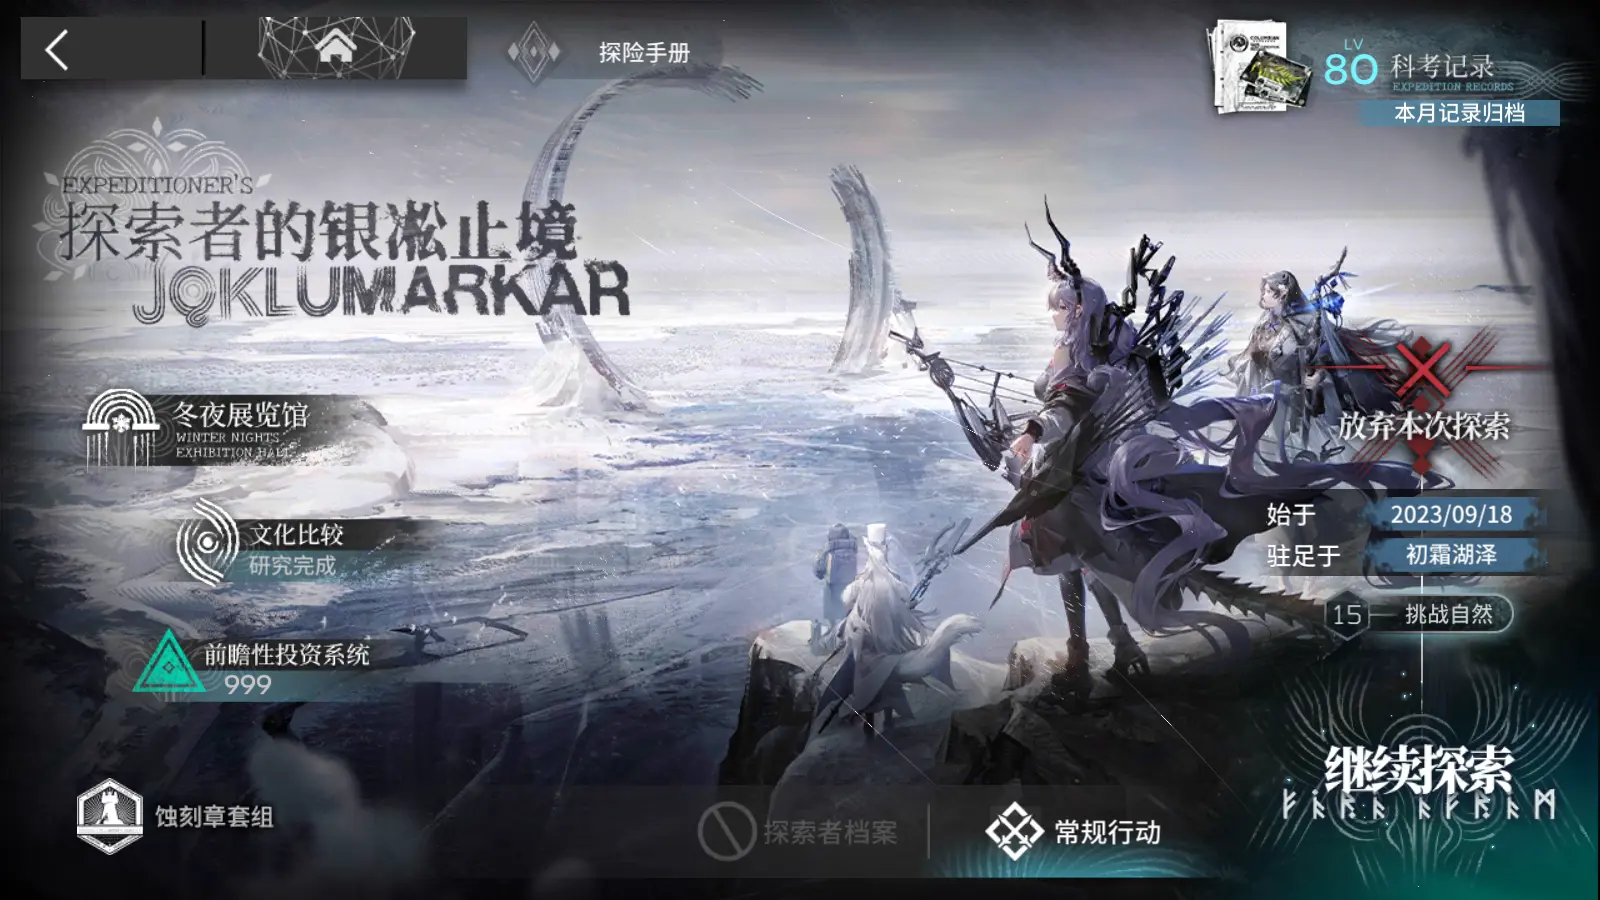 探险手册
LV
80
科考记录
EXPEDITION RECORDS
本月记录归档
EXPEDITIONER'S
探索者的银凇止境
JOKLUMARKAR
冬夜展览馆
WINTER NIGHTS
EXHIBITION HALL
文化比较
研究完成
前瞻性投资系统
999
放弃本次探索
始于 2023/09/18
驻足于 初霜湖泽
15 挑战自然
继续探索
蚀刻章套组
探索者档案
常规行动